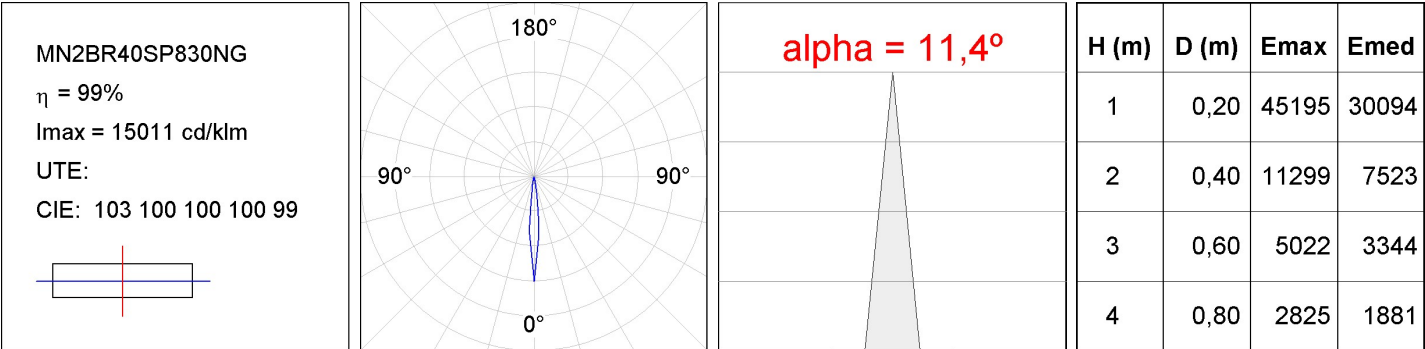 MN2BR40SP830NG
η = 99%
Imax = 15011 cd/klm
UTE:
CIE: 103 100 100 100 99
180°
90° 90°
0°
alpha = 11,4º
H (m) D (m) Emax Emed
1 0,20 45195 30094
2 0,40 11299 7523
3 0,60 5022 3344
4 0,80 2825 1881